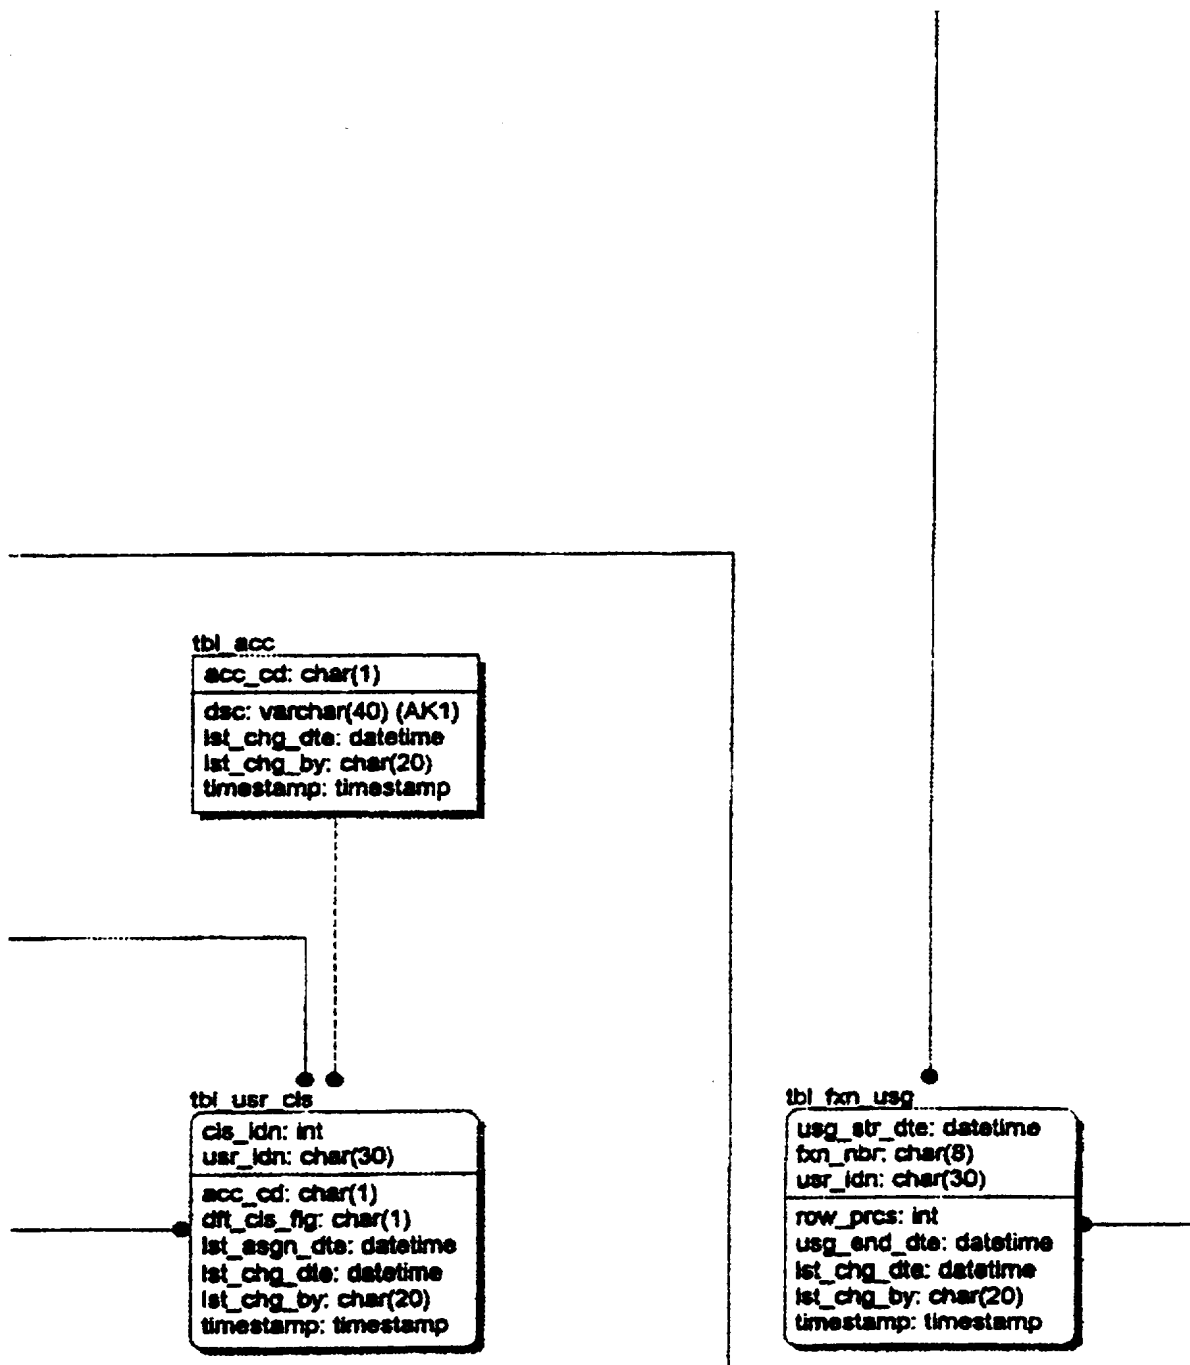 tbl_acc
acc_cd: char(1)
dsc: varchar(40) (AK1)
lst_chg_dte: datetime
lst_chg_by: char(20)
timestamp: timestamp
tbl_usr_cls
cls_idn: int
usr_idn: char(30)
acc_cd: char(1)
dft_cls_flg: char(1)
lst_asgn_dte: datetime
lst_chg_dte: datetime
lst_chg_by: char(20)
timestamp: timestamp
tbl_fxn_usg
usg_str_dte: datetime
fxn_nbr: char(8)
usr_idn: char(30)
row_prcs: int
usg_end_dte: datetime
lst_chg_dte: datetime
lst_chg_by: char(20)
timestamp: timestamp